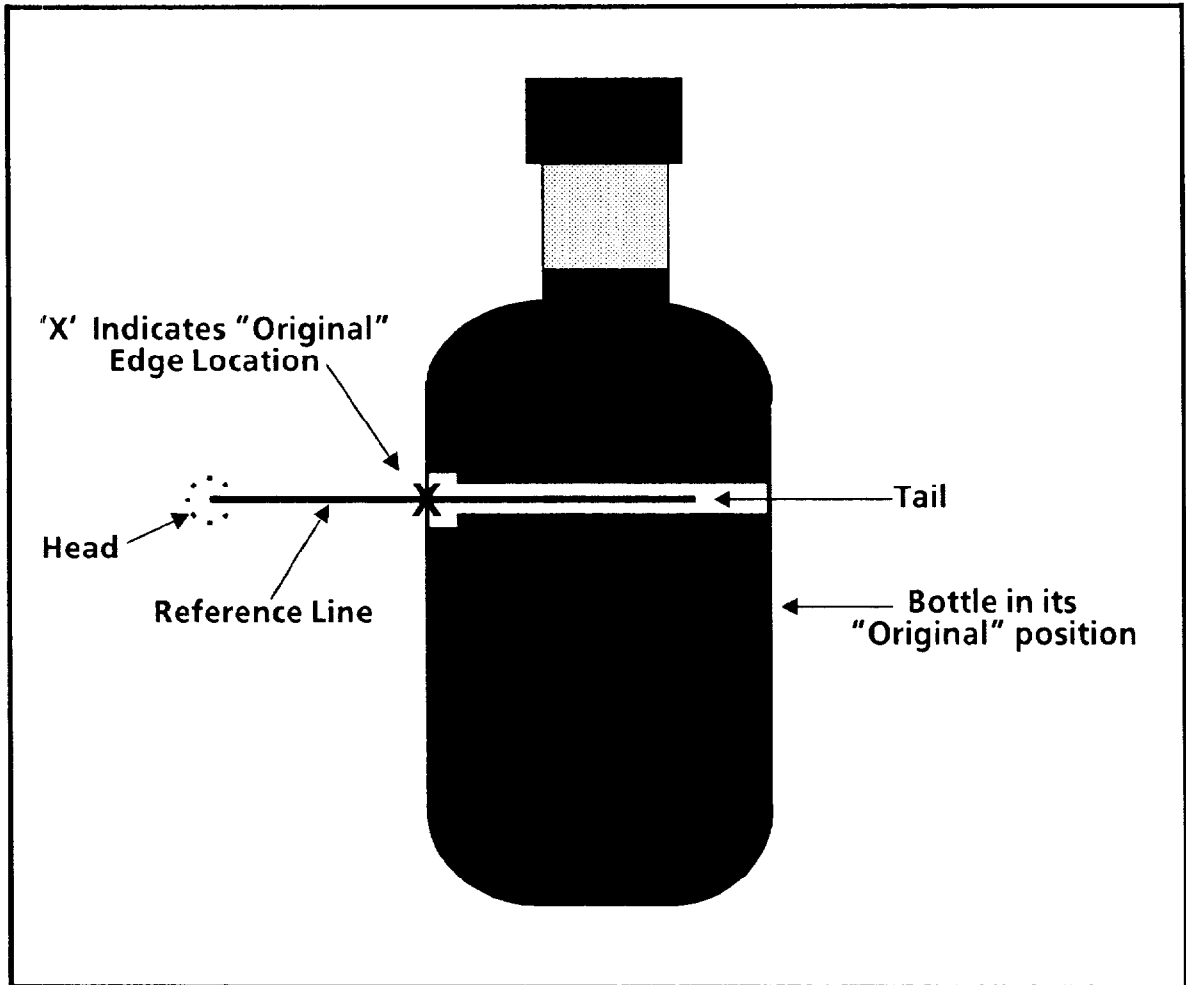 'X' Indicates "Original"
Edge Location
X
Tail
Head
Reference Line
Bottle in its
"Original" position